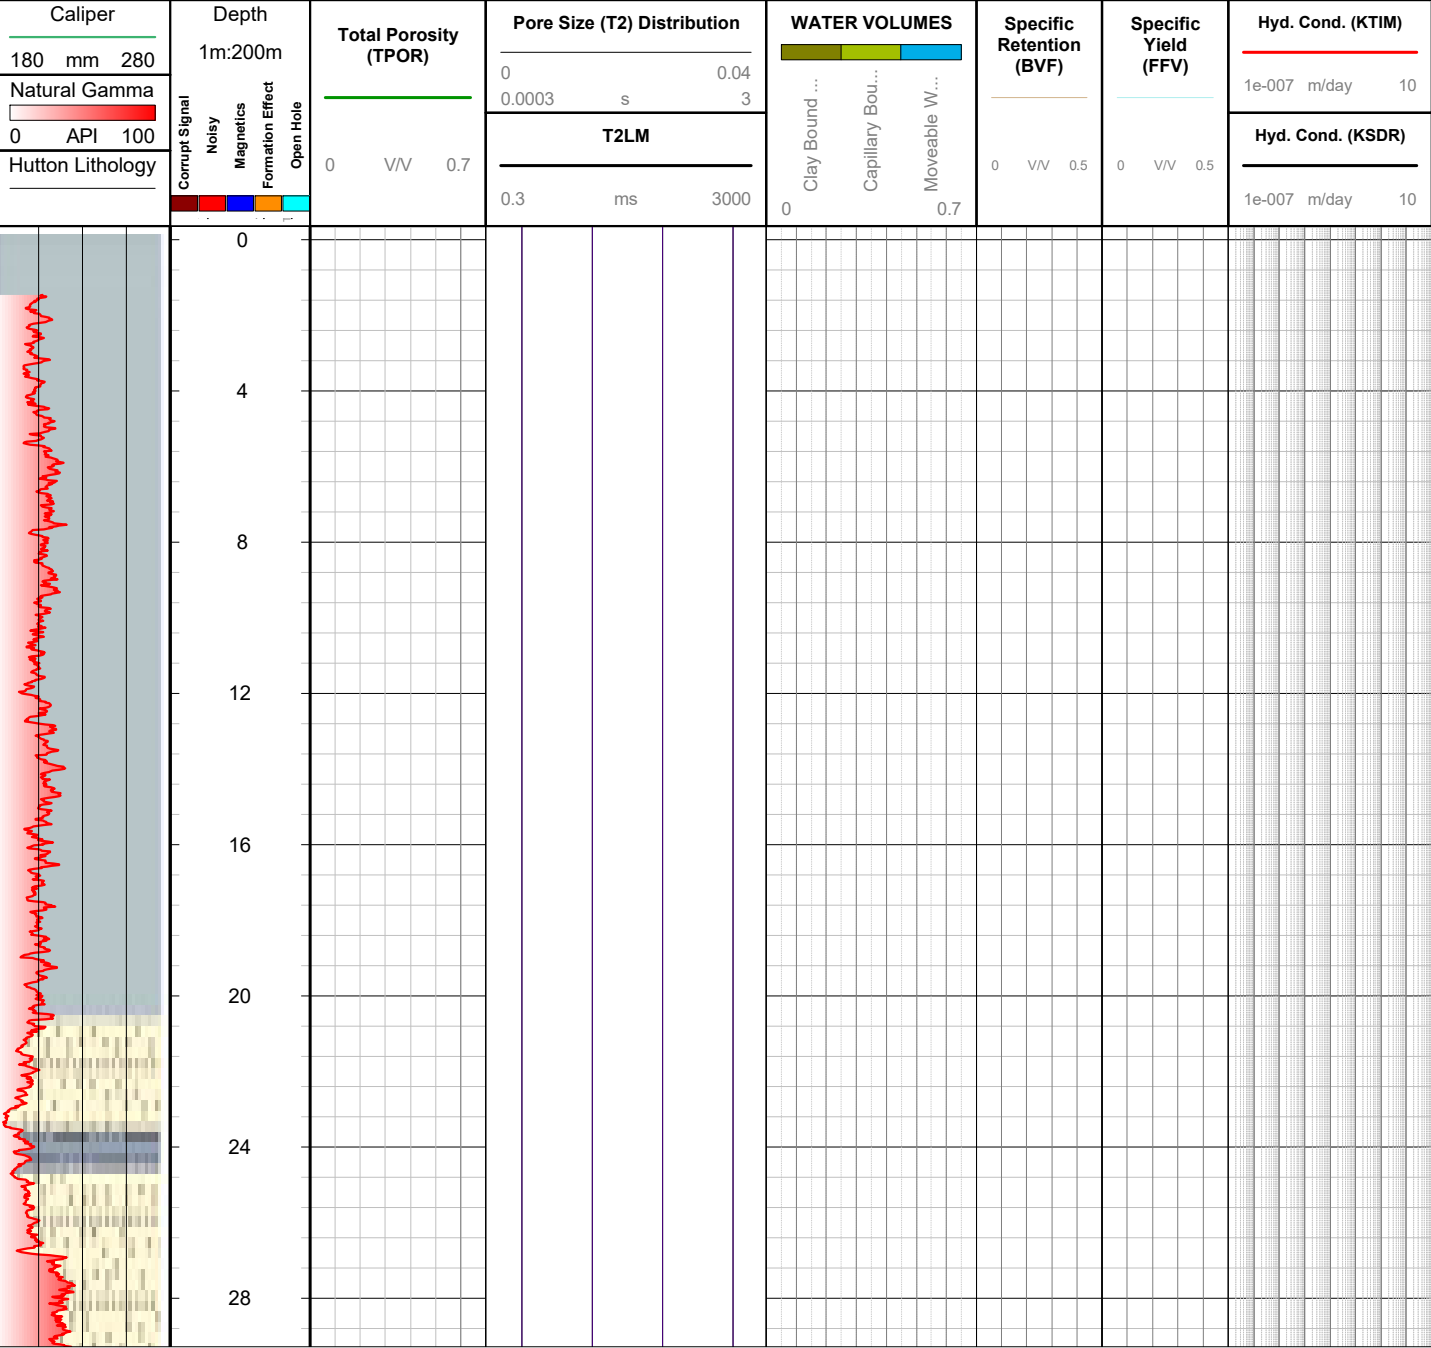 Caliper
180 mm 280
Natural Gamma
0 API 100
Hutton Lithology
Depth
1m:200m
Corrupt Signal
Noisy
Magnetics
Formation Effect
Open Hole
Total Porosity
(TPOR)
0 V/V 0.7
Pore Size (T2) Distribution
0 0.04
0.0003 s 3
T2LM
0.3 ms 3000
WATER VOLUMES
Clay Bound ...
Capillary Bou...
Moveable W...
0 0.7
Specific
Retention
(BVF)
0 V/V 0.5
Specific
Yield
(FFV)
0 V/V 0.5
Hyd. Cond. (KTIM)
1e-007 m/day 10
Hyd. Cond. (KSDR)
1e-007 m/day 10
0
4
8
12
16
20
24
28